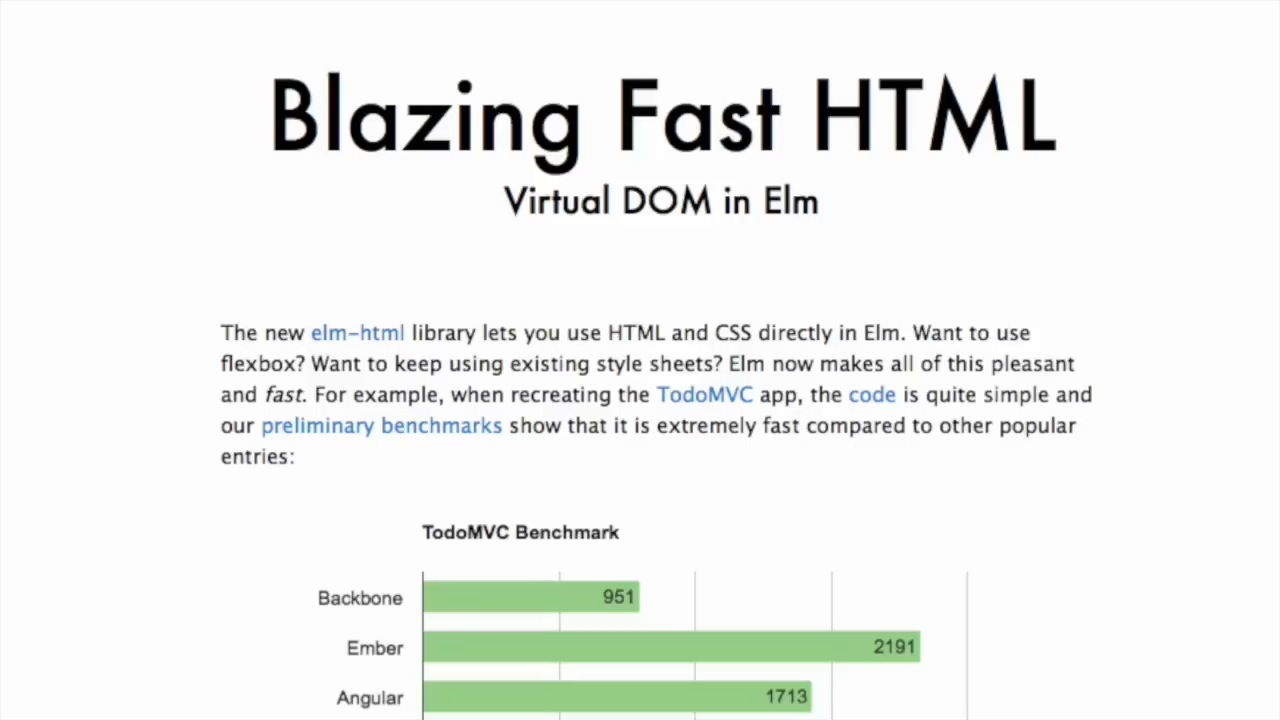 Blazing Fast HTML
Virtual DOM in Elm
The new elm-html library lets you use HTML and CSS directly in Elm. Want to use
flexbox? Want to keep using existing style sheets? Elm now makes all of this pleasant
and fast. For example, when recreating the TodoMVC app, the code is quite simple and
our preliminary benchmarks show that it is extremely fast compared to other popular
entries:
TodoMVC Benchmark
Backbone 951
Ember 2191
Angular 1713